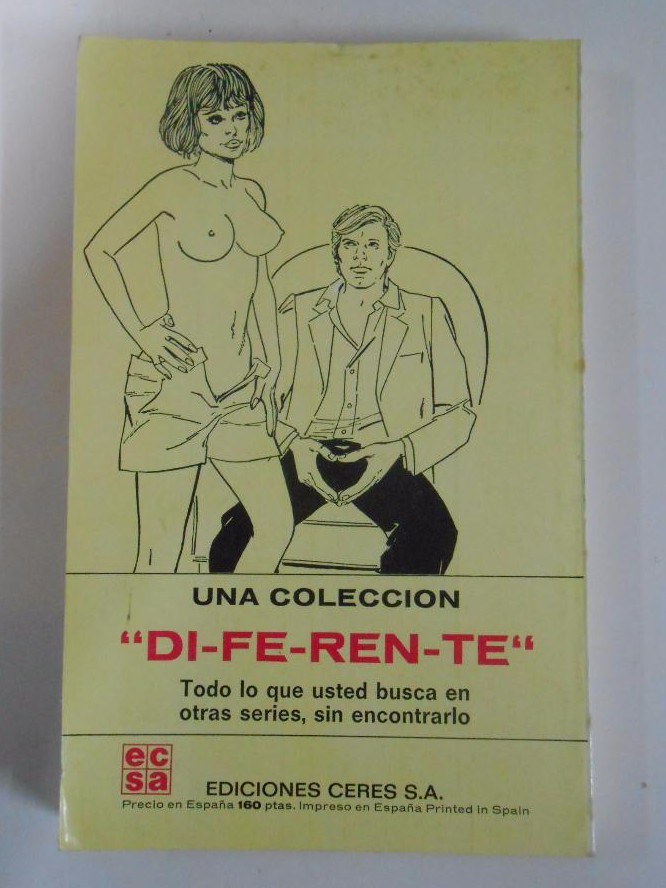 UNA COLECCION
“DI-FE-REN-TE“
Todo lo que usted busca en
otras series, sin encontrarlo
ec
sa
EDICIONES CERES S.A.
Precio en España 160 ptas. Impreso en España Printed in Spain